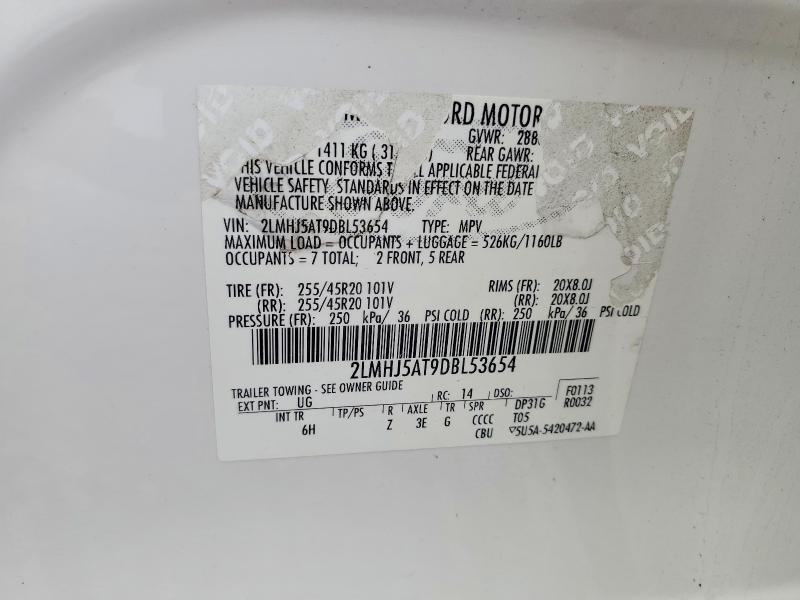 RD MOTOR
GVWR: 288
1411 KG ( 31 REAR GAWR:
HIS VEHICLE CONFORMS T L APPLICABLE FEDERAL
VEHICLE SAFETY, STANDARDS IN EFFECT ON THE DATE
MANUFACTURE SHOWN ABOVE.
VIN: 2LMHJ5AT9DBL53654 TYPE: MPV
MAXIMUM LOAD = OCCUPANTS + LUGGAGE = 526KG/1160LB
OCCUPANTS = 7 TOTAL; 2 FRONT, 5 REAR
TIRE (FR): 255/45R20 101V RIMS (FR): 20X8.0J
(RR): 255/45R20 101V (RR): 20X8.0J
PRESSURE (FR): 250 kPa/ 36 PSI COLD (RR): 250 kPa/ 36 PSI COLD
2LMHJ5AT9DBL53654
TRAILER TOWING - SEE OWNER GUIDE
EXT PNT: UG RC: 14 DSO: F0113
INT TR TP/PS R AXLE TR SPR DP31G R0032
6H Z 3E G CCCC T05
CBU 5U5A-5420472-AA
VOID
VOID
VOID